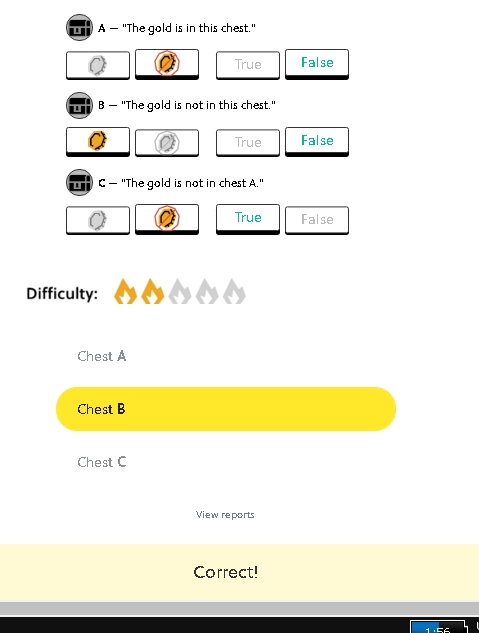 A — "The gold is in this chest."
True False
B — "The gold is not in this chest."
True False
C — "The gold is not in chest A."
True False
Difficulty:
Chest A
Chest B
Chest C
View reports
Correct!
1:56